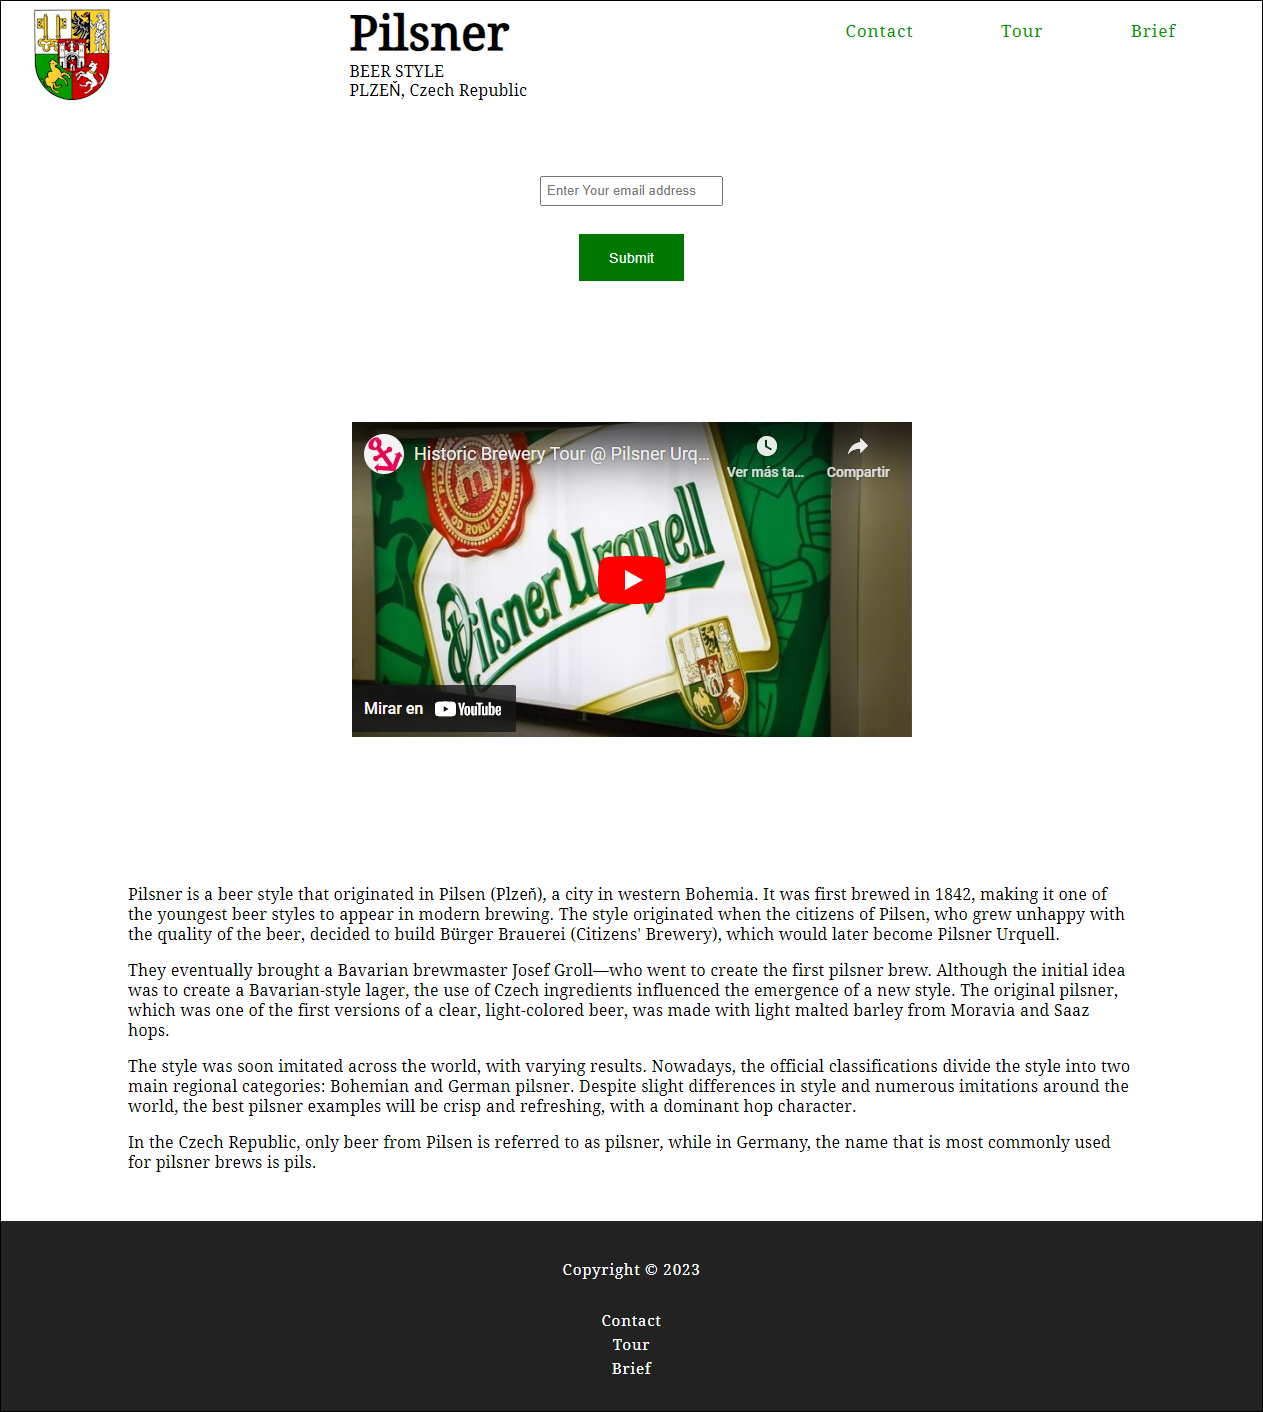 Pilsner
BEER STYLE
PLZEŇ, Czech Republic
Contact Tour Brief
Enter Your email address
Submit
Historic Brewery Tour @ Pilsner Urq...
Ver más ta...
Compartir
OD ROKU 1842
Pilsner Urquell
Mirar en YouTube
Pilsner is a beer style that originated in Pilsen (Plzeň), a city in western Bohemia. It was first brewed in 1842, making it one of
the youngest beer styles to appear in modern brewing. The style originated when the citizens of Pilsen, who grew unhappy with
the quality of the beer, decided to build Bürger Brauerei (Citizens' Brewery), which would later become Pilsner Urquell.
They eventually brought a Bavarian brewmaster Josef Groll—who went to create the first pilsner brew. Although the initial idea
was to create a Bavarian-style lager, the use of Czech ingredients influenced the emergence of a new style. The original pilsner,
which was one of the first versions of a clear, light-colored beer, was made with light malted barley from Moravia and Saaz
hops.
The style was soon imitated across the world, with varying results. Nowadays, the official classifications divide the style into two
main regional categories: Bohemian and German pilsner. Despite slight differences in style and numerous imitations around the
world, the best pilsner examples will be crisp and refreshing, with a dominant hop character.
In the Czech Republic, only beer from Pilsen is referred to as pilsner, while in Germany, the name that is most commonly used
for pilsner brews is pils.
Copyright © 2023
Contact
Tour
Brief